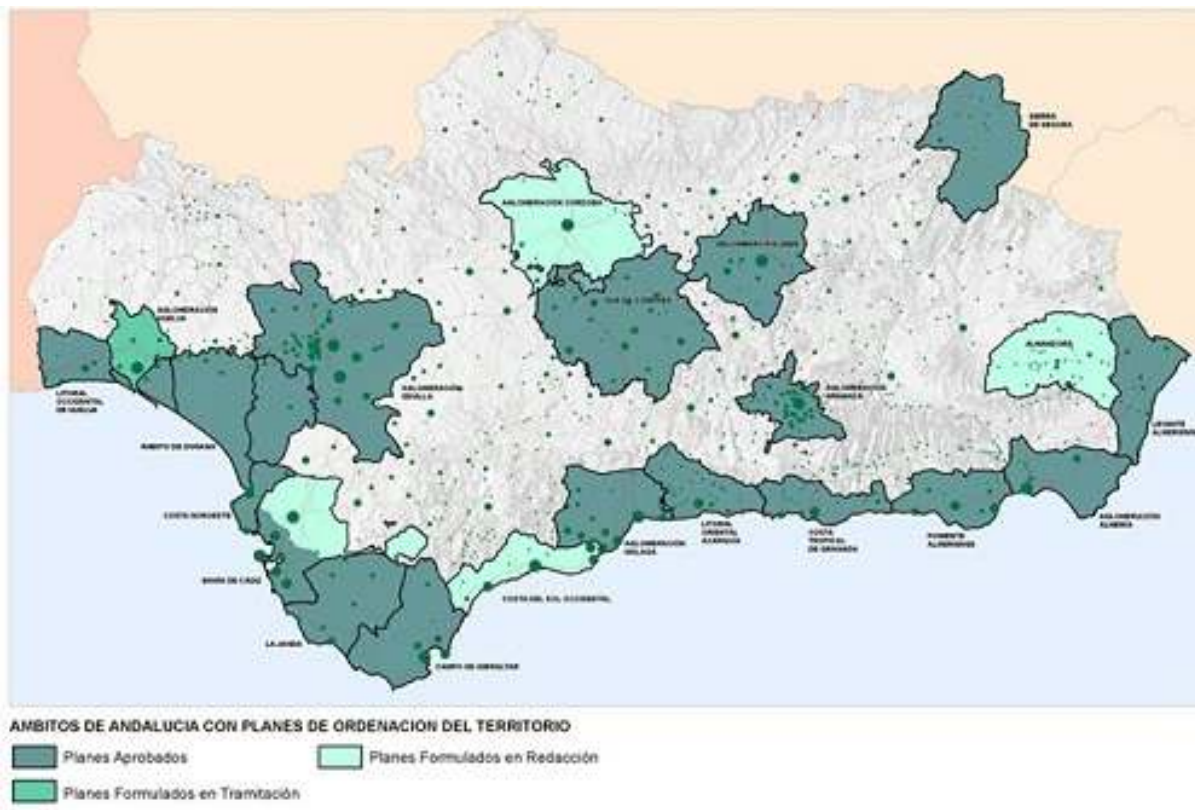 SIERRA
DE SEGURA
AGLOMERACIÓN CÓRDOBA
AGLOMERACIÓN
HUELVA
ALMANZORA
LITORAL
OCCIDENTAL
DE HUELVA
AGLOMERACIÓN
SEVILLA
AGLOMERACIÓN
GRANADA
LEVANTE
ALMERIENSE
ÁMBITO DE DOÑANA
COSTA NOROESTE
AGLOMERACIÓN
MÁLAGA
LITORAL
ORIENTAL
AXARQUÍA
COSTA
TROPICAL
DE GRANADA
PONIENTE
ALMERIENSE
AGLOMERACIÓN
ALMERÍA
BAHÍA DE CÁDIZ
COSTA DEL SOL OCCIDENTAL
LA JANDA
CAMPO DE GIBRALTAR
AMBITOS DE ANDALUCIA CON PLANES DE ORDENACION DEL TERRITORIO
Planes Aprobados
Planes Formulados en Redacción
Planes Formulados en Tramitación